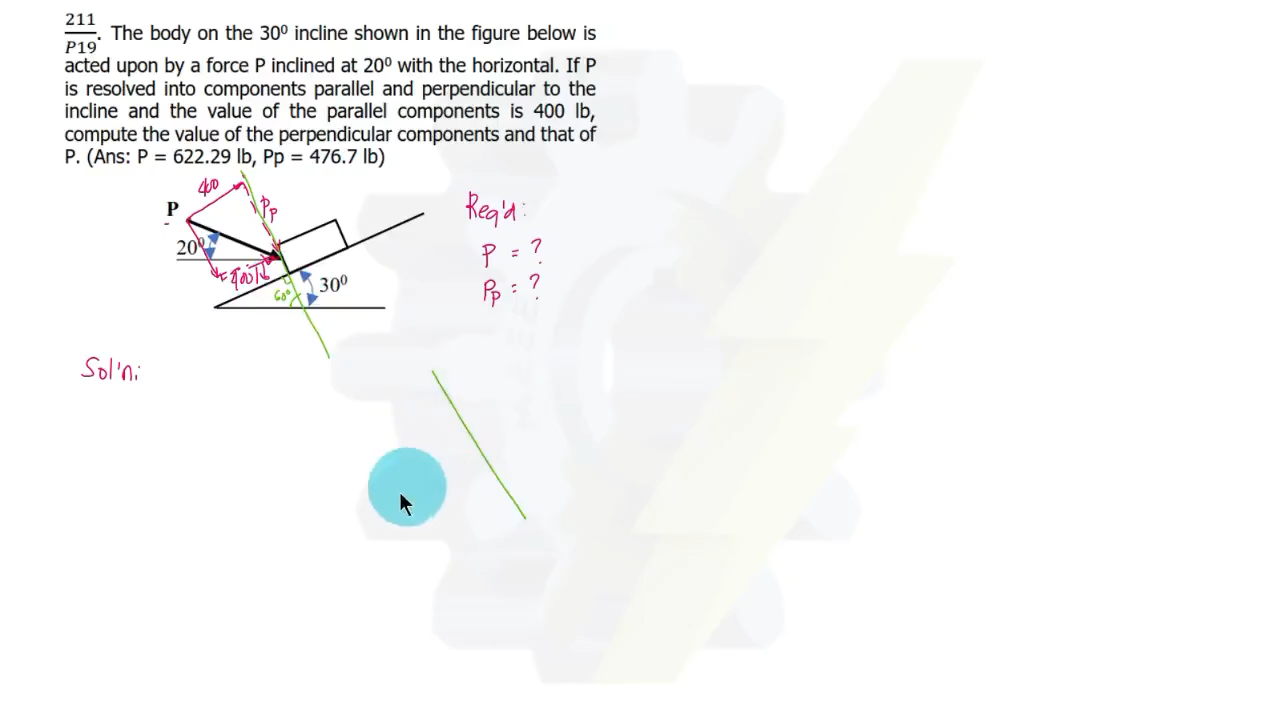 211
P19. The body on the 30⁰ incline shown in the figure below is
acted upon by a force P inclined at 20⁰ with the horizontal. If P
is resolved into components parallel and perpendicular to the
incline and the value of the parallel components is 400 lb,
compute the value of the perpendicular components and that of
P. (Ans: P = 622.29 lb, Pp = 476.7 lb)
400
P
Pp
Req'd:
20⁰
P = ?
400 lb
30⁰
Pp = ?
60°
Sol'n: